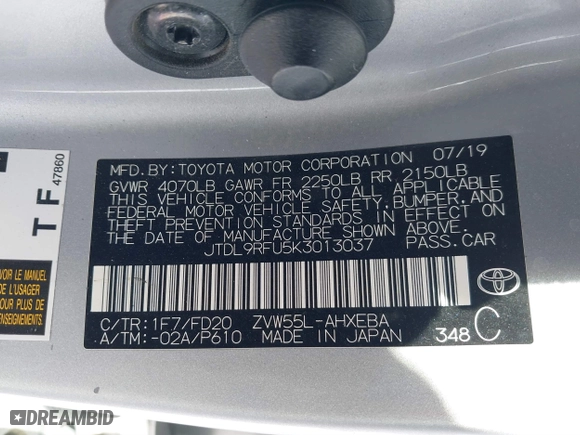 MFD. BY: TOYOTA MOTOR CORPORATION 07/19
GVWR 4070LB GAWR FR 2250LB RR 2150LB
THIS VEHICLE CONFORMS TO ALL APPLICABLE
FEDERAL MOTOR VEHICLE SAFETY, BUMPER, AND
THEFT PREVENTION STANDARDS IN EFFECT ON
THE DATE OF MANUFACTURE SHOWN ABOVE.
JTDL9RFU5K3013037 PASS. CAR
C/TR: 1F7/FD20 ZVW55L-AHXEBA
A/TM: -02A/P610 MADE IN JAPAN 348 C
TF
47860
VOIR LE MANUEL
DE L'USAGER
DREAMBID